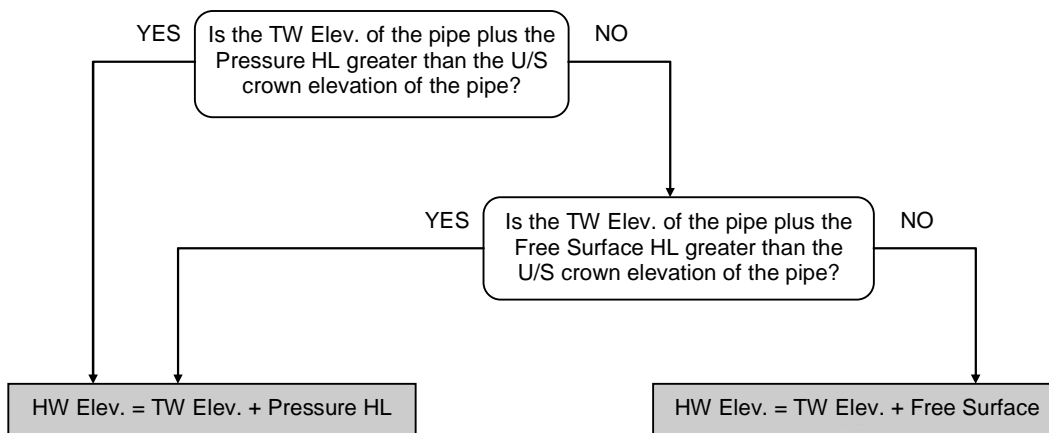 YES
Is the TW Elev. of the pipe plus the
Pressure HL greater than the U/S
crown elevation of the pipe?
NO
YES
Is the TW Elev. of the pipe plus the
Free Surface HL greater than the
U/S crown elevation of the pipe?
NO
HW Elev. = TW Elev. + Pressure HL
HW Elev. = TW Elev. + Free Surface